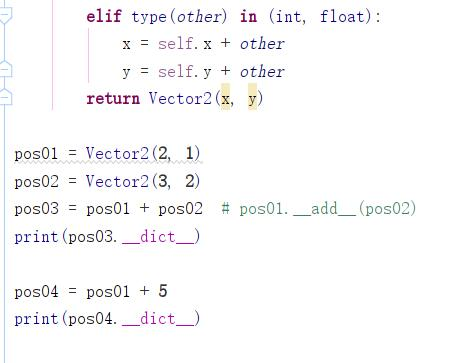 elif type(other) in (int, float):
x = self.x + other
y = self.y + other
return Vector2(x, y)
pos01 = Vector2(2, 1)
pos02 = Vector2(3, 2)
pos03 = pos01 + pos02  # pos01.__add__(pos02)
print(pos03.__dict__)
pos04 = pos01 + 5
print(pos04.__dict__)